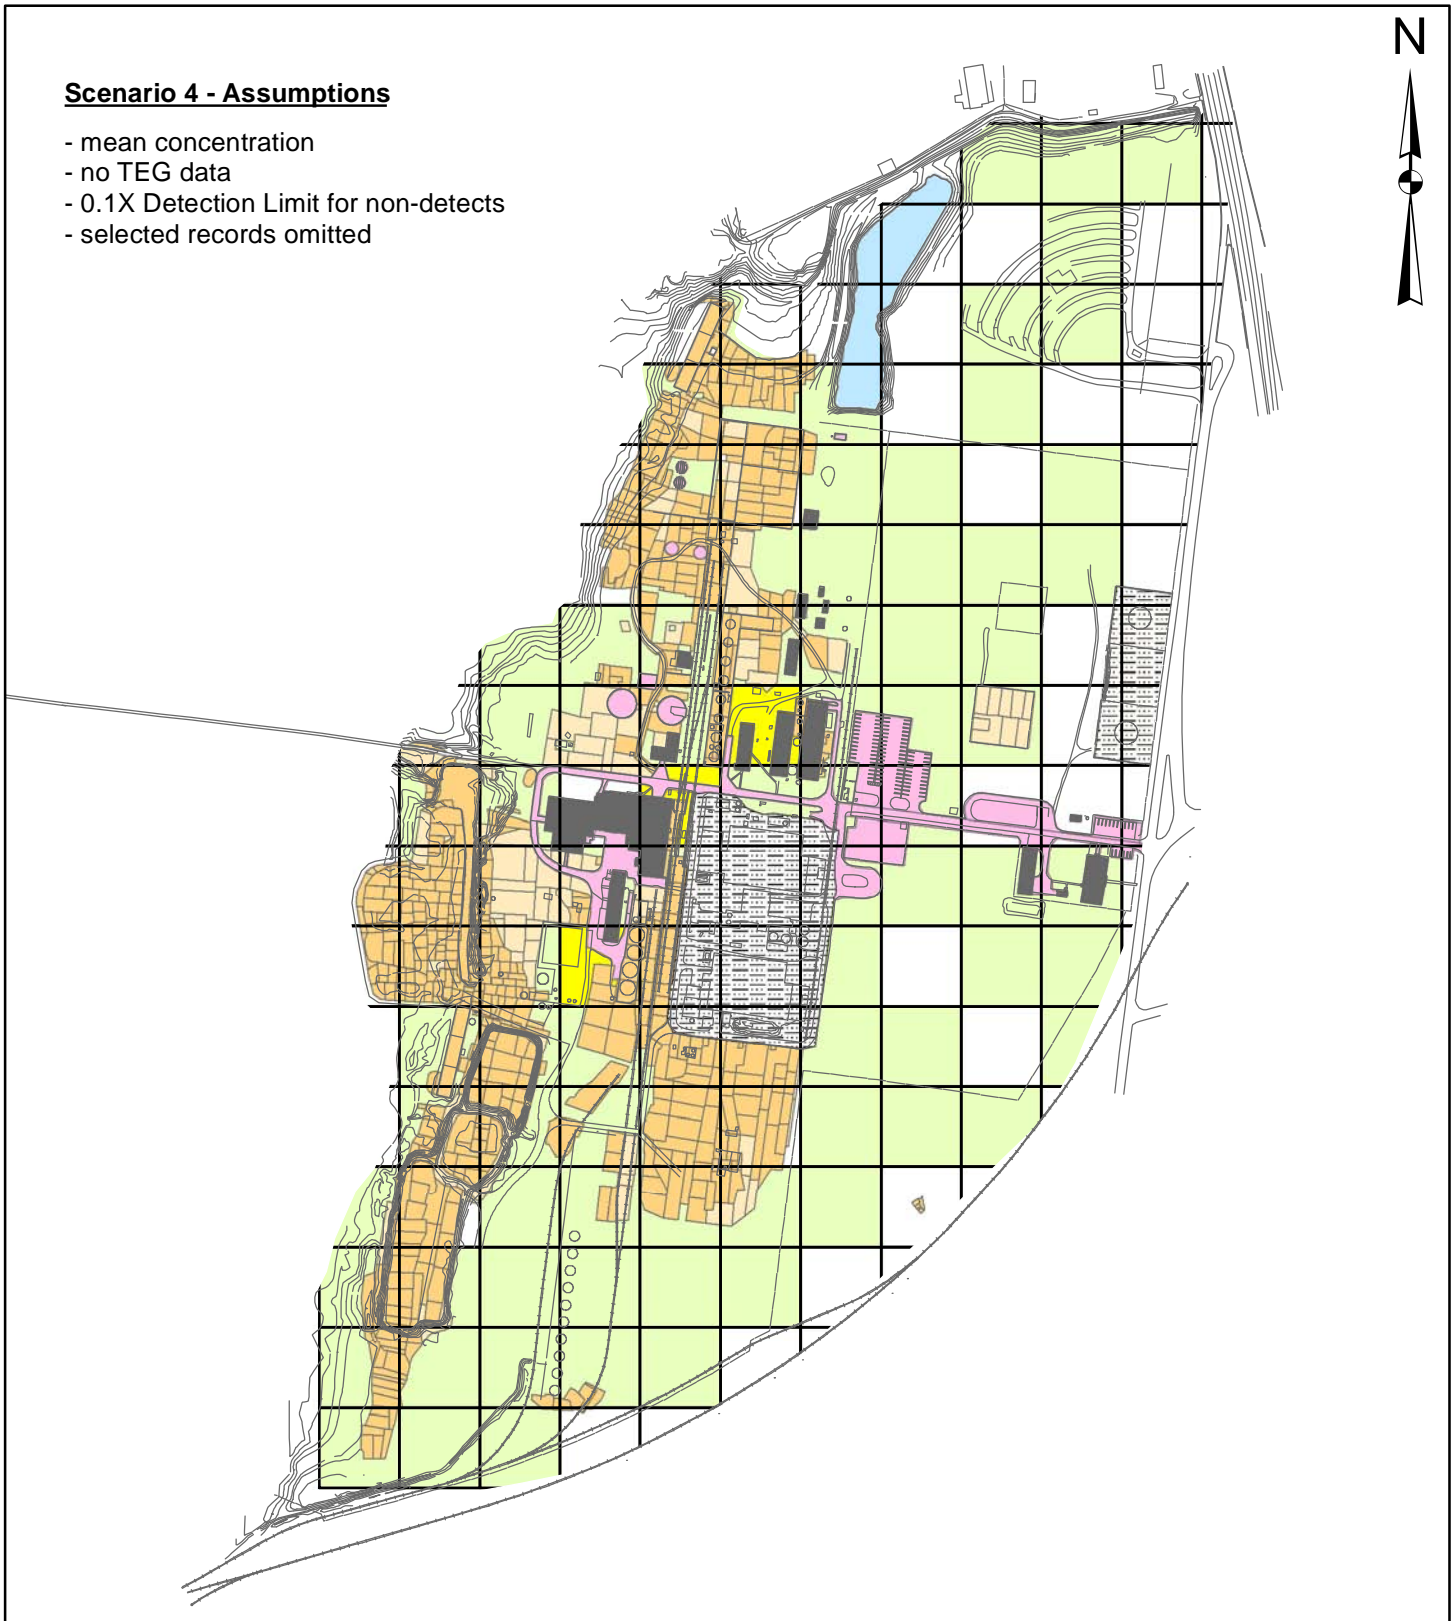 N
Scenario 4 - Assumptions
- mean concentration
- no TEG data
- 0.1X Detection Limit for non-detects
- selected records omitted